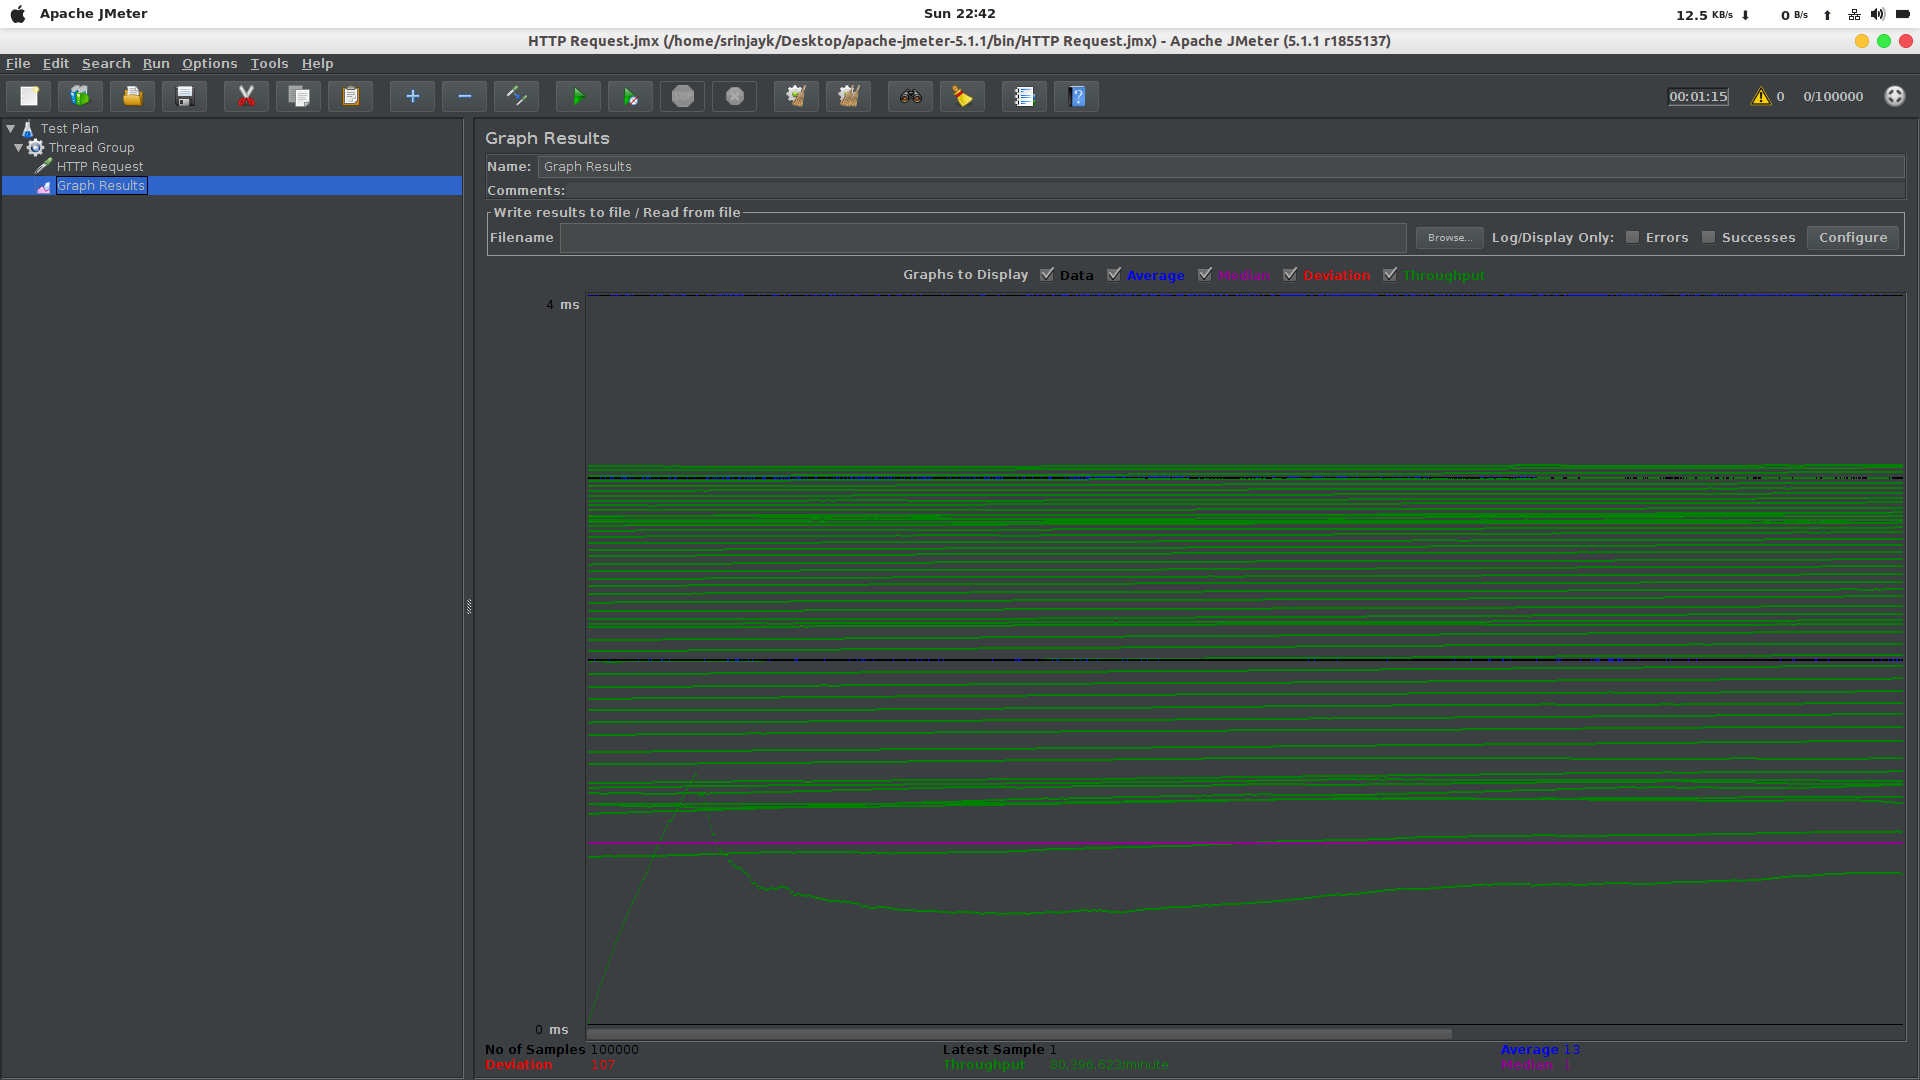 Apache JMeter
Sun 22:42
12.5 KB/s 0 B/s
HTTP Request.jmx (/home/srinjayk/Desktop/apache-jmeter-5.1.1/bin/HTTP Request.jmx) - Apache JMeter (5.1.1 r1855137)
File Edit Search Run Options Tools Help
STOP
00:01:15 0 0/100000
Test Plan
Thread Group
HTTP Request
Graph Results
Graph Results
Name: Graph Results
Comments:
Write results to file / Read from file
Filename Browse... Log/Display Only: Errors Successes Configure
Graphs to Display Data Average Median Deviation Throughput
4 ms
0 ms
No of Samples 100000 Latest Sample 1 Average 13
Deviation 107 Throughput 80,396.623/minute Median 1